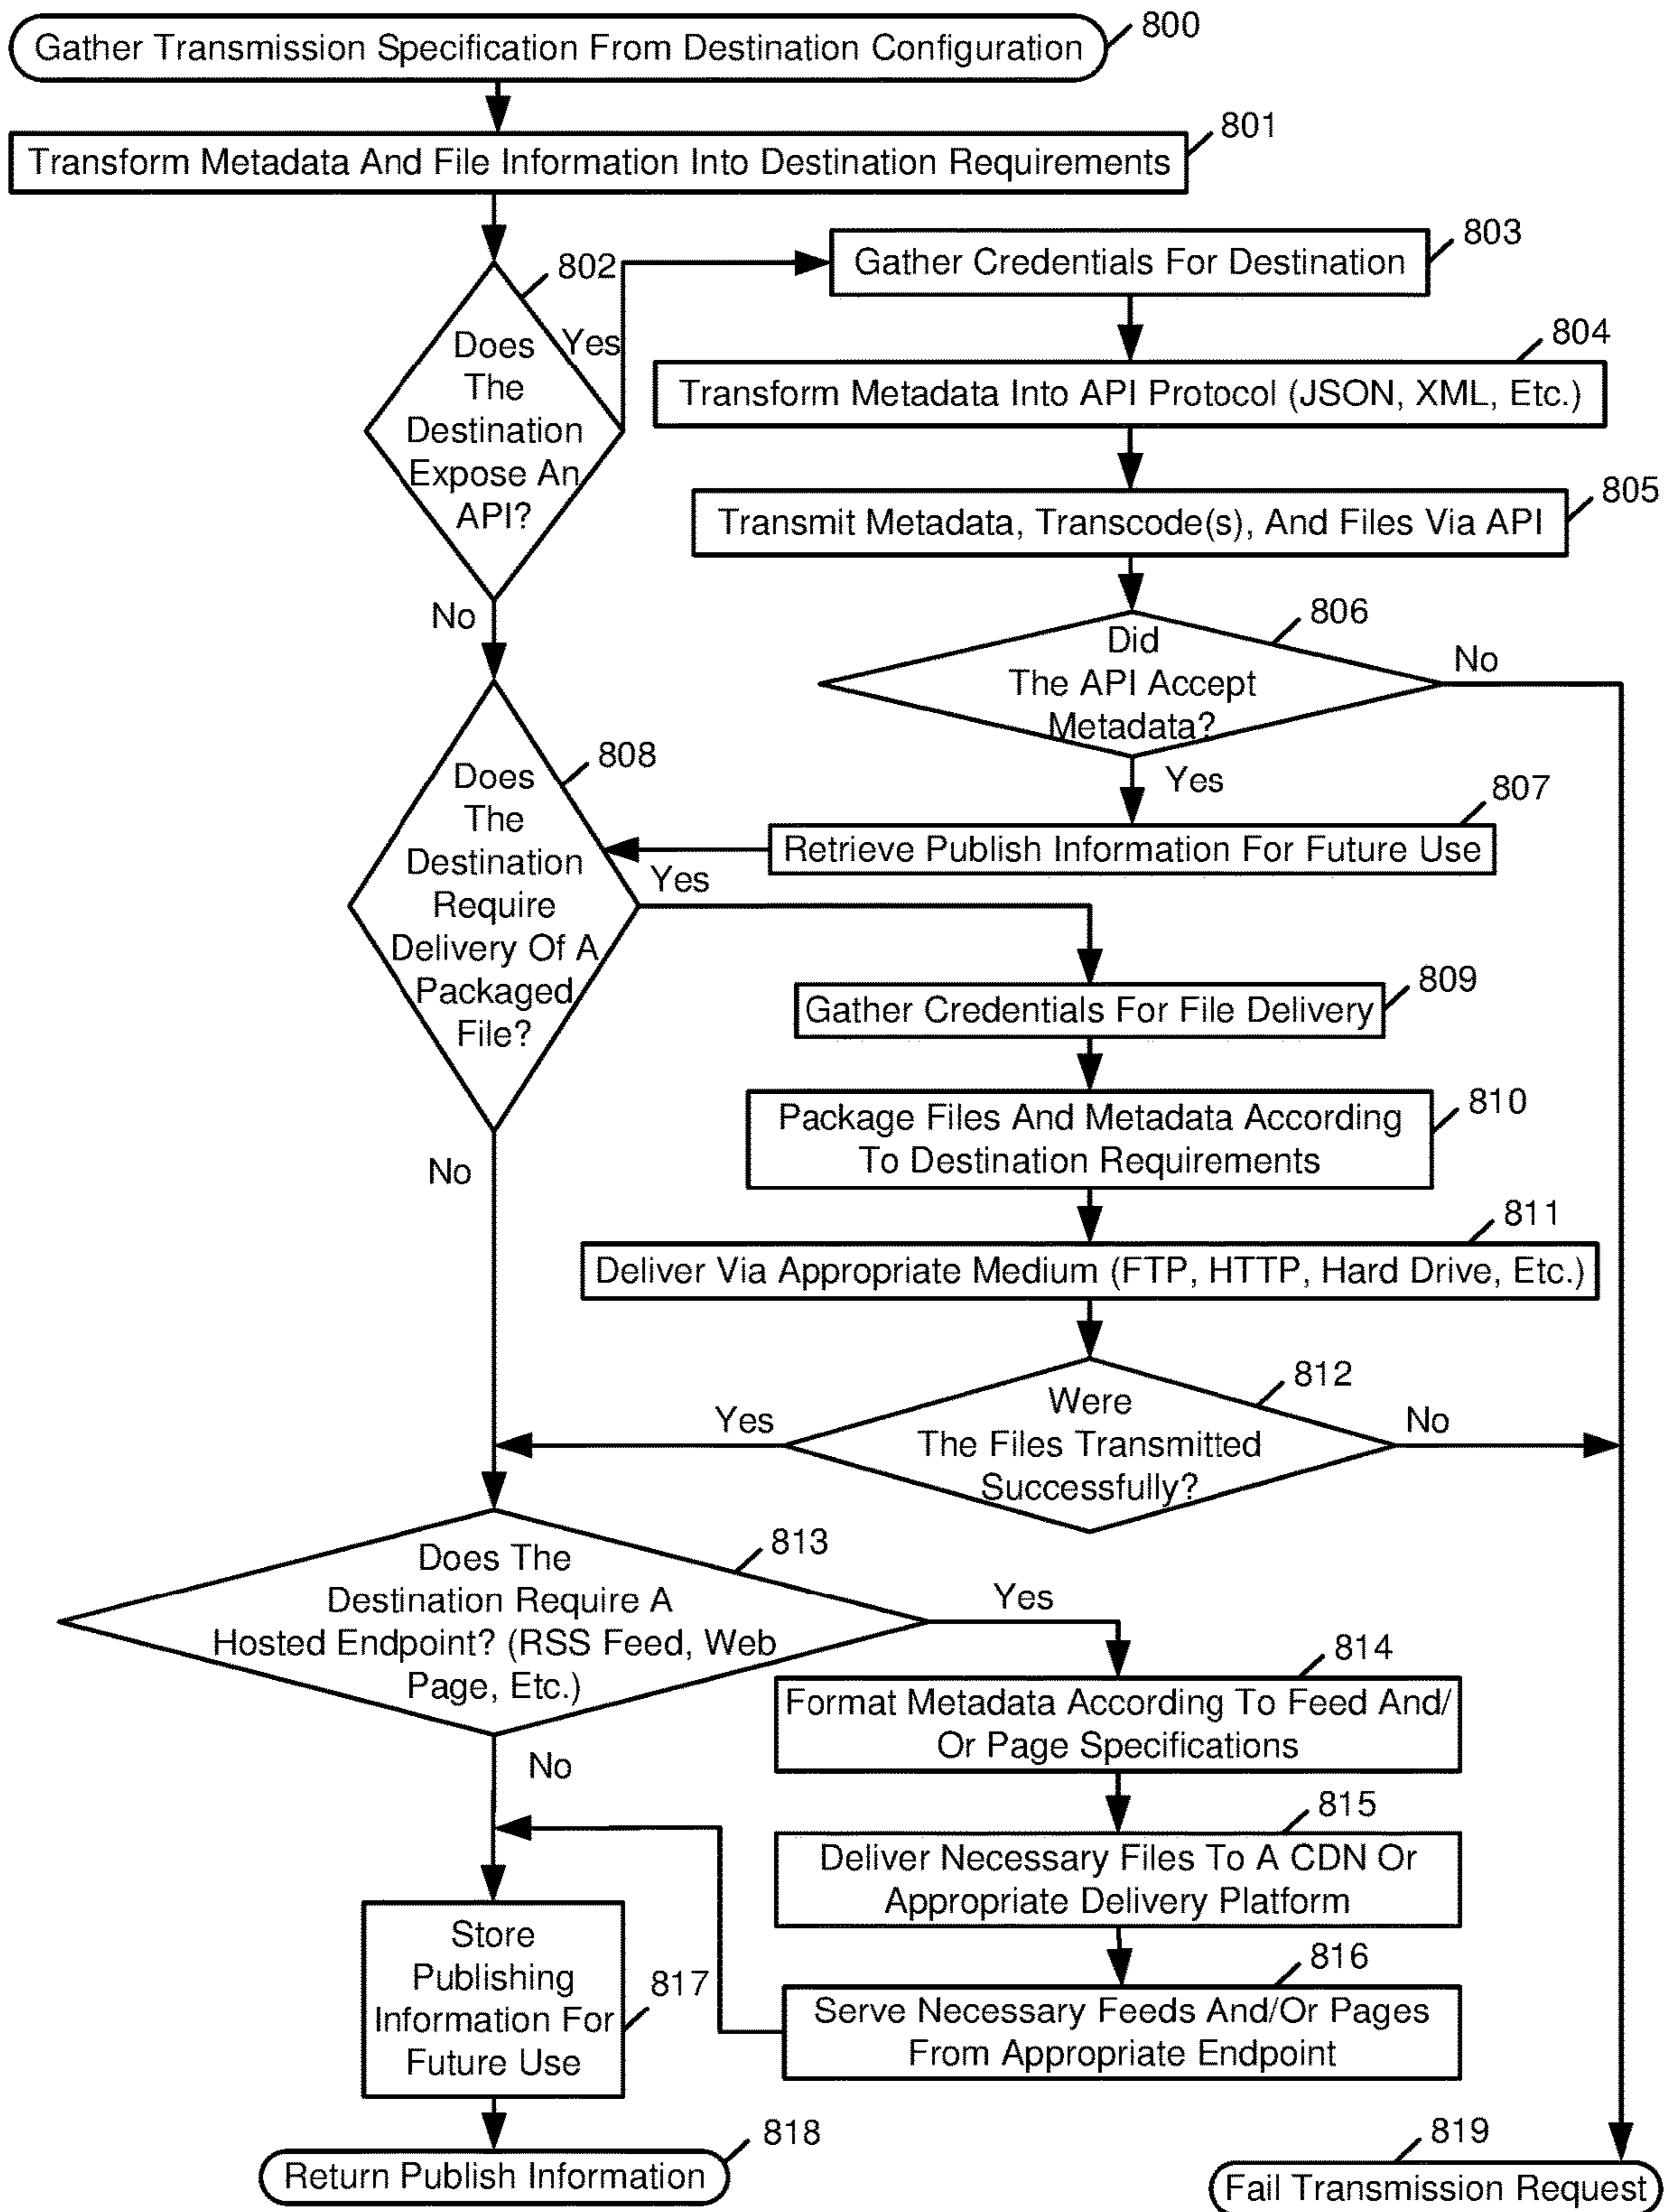 Gather Transmission Specification From Destination Configuration
800
Transform Metadata And File Information Into Destination Requirements
801
802
Does
The
Destination
Expose An
API?
Yes
No
803
Gather Credentials For Destination
804
Transform Metadata Into API Protocol (JSON, XML, Etc.)
805
Transmit Metadata, Transcode(s), And Files Via API
806
Did
The API Accept
Metadata?
No
Yes
807
Retrieve Publish Information For Future Use
808
Does
The
Destination
Require
Delivery Of A
Packaged
File?
Yes
No
809
Gather Credentials For File Delivery
810
Package Files And Metadata According
To Destination Requirements
811
Deliver Via Appropriate Medium (FTP, HTTP, Hard Drive, Etc.)
812
Were
The Files Transmitted
Successfully?
Yes
No
813
Does The
Destination Require A
Hosted Endpoint? (RSS Feed, Web
Page, Etc.)
Yes
No
814
Format Metadata According To Feed And/
Or Page Specifications
815
Deliver Necessary Files To A CDN Or
Appropriate Delivery Platform
816
Serve Necessary Feeds And/Or Pages
From Appropriate Endpoint
Store
Publishing
Information For
Future Use
817
818
Return Publish Information
819
Fail Transmission Request